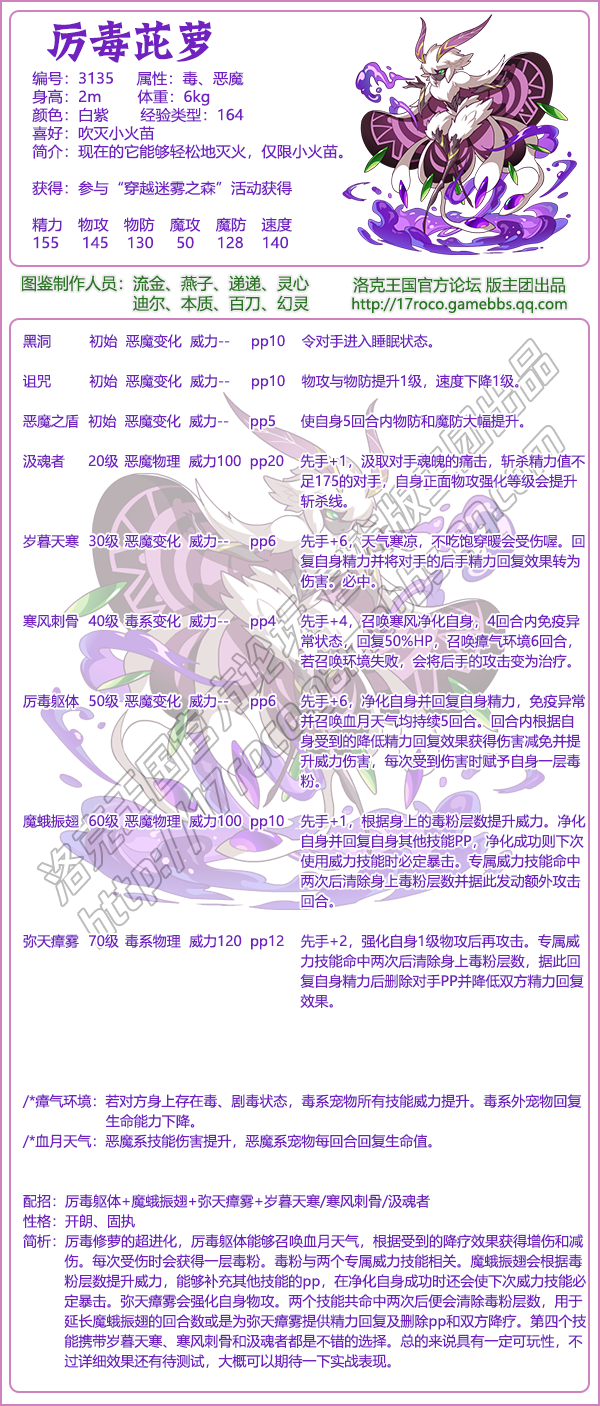 厉毒芘萝
编号：3135 属性：毒、恶魔
身高：2m 体重：6kg
颜色：白紫 经验类型：164
喜好：吹灭小火苗
简介：现在的它能够轻松地灭火，仅限小火苗。
获得：参与“穿越迷雾之森”活动获得
精力 物攻 物防 魔攻 魔防 速度
155 145 130 50 128 140
图鉴制作人员：流金、燕子、递递、灵心
迪尔、本质、百刀、幻灵
洛克王国官方论坛 版主团出品
http://17roco.gamebbs.qq.com
黑洞 初始 恶魔变化 威力-- pp10 令对手进入睡眠状态。
诅咒 初始 恶魔变化 威力-- pp10 物攻与物防提升1级，速度下降1级。
恶魔之盾 初始 恶魔变化 威力-- pp5 使自身5回合内物防和魔防大幅提升。
汲魂者 20级 恶魔物理 威力100 pp20 先手+1，汲取对手魂魄的痛击，斩杀精力值不
足175的对手，自身正面物攻强化等级会提升
斩杀线。
岁暮天寒 30级 恶魔变化 威力-- pp6 先手+6，天气寒凉，不吃饱穿暖会受伤喔。回
复自身精力并将对手的后手精力回复效果转为
伤害。必中。
寒风刺骨 40级 毒系变化 威力-- pp4 先手+4，召唤寒风净化自身，4回合内免疫异
常状态，回复50%HP，召唤瘴气环境6回合，
若召唤环境失败，会将后手的攻击变为治疗。
厉毒躯体 50级 恶魔变化 威力-- pp6 先手+6，净化自身并回复自身精力，免疫异常
并召唤血月天气均持续5回合。回合内根据自
身受到的降低精力回复效果获得伤害减免并提
升威力伤害，每次受到伤害时赋予自身一层毒
粉。
魔蛾振翅 60级 恶魔物理 威力100 pp10 先手+1，根据身上的毒粉层数提升威力。净化
自身并回复自身其他技能PP，净化成功则下次
使用威力技能时必定暴击。专属威力技能命中
两次后清除身上毒粉层数并据此发动额外攻击
回合。
弥天瘴雾 70级 毒系物理 威力120 pp12 先手+2，强化自身1级物攻后再攻击。专属威
力技能命中两次后清除身上毒粉层数，据此回
复自身精力后删除对手PP并降低双方精力回复
效果。
/*瘴气环境：若对方身上存在毒、剧毒状态，毒系宠物所有技能威力提升。毒系外宠物回复
生命能力下降。
/*血月天气：恶魔系技能伤害提升，恶魔系宠物每回合回复生命值。
配招：厉毒躯体+魔蛾振翅+弥天瘴雾+岁暮天寒/寒风刺骨/汲魂者
性格：开朗、固执
简析：厉毒修萝的超进化，厉毒躯体能够召唤血月天气，根据受到的降疗效果获得增伤和减
伤。每次受伤时会获得一层毒粉。毒粉与两个专属威力技能相关。魔蛾振翅会根据毒
粉层数提升威力，能够补充其他技能的pp，在净化自身成功时还会使下次威力技能必
定暴击。弥天瘴雾会强化自身物攻。两个技能共命中两次后便会清除毒粉层数，用于
延长魔蛾振翅的回合数或是为弥天瘴雾提供精力回复及删除pp和双方降疗。第四个技
能携带岁暮天寒、寒风刺骨和汲魂者都是不错的选择。总的来说具有一定可玩性，不
过详细效果还有待测试，大概可以期待一下实战表现。
洛克王国官方论坛 版主团出品
http://17roco.gamebbs.qq.com